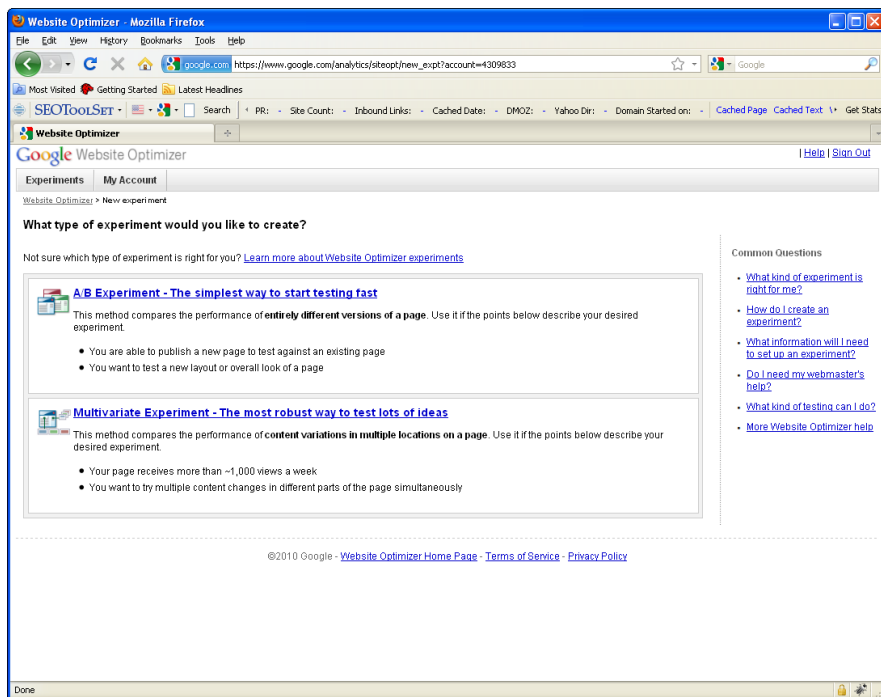 Website Optimizer - Mozilla Firefox
File Edit View History Bookmarks Tools Help
google.com https://www.google.com/analytics/siteopt/new_expt?account=4309833 Google
Most Visited Getting Started Latest Headlines
SEOToolSet Search PR: - Site Count: - Inbound Links: - Cached Date: - DMOZ: - Yahoo Dir: - Domain Started on: - Cached Page Cached Text Get Stats
Website Optimizer
Google Website Optimizer
| Help | Sign Out
Experiments My Account
Website Optimizer > New experiment
What type of experiment would you like to create?
Not sure which type of experiment is right for you? Learn more about Website Optimizer experiments
A/B Experiment - The simplest way to start testing fast
This method compares the performance of entirely different versions of a page. Use it if the points below describe your desired
experiment.
• You are able to publish a new page to test against an existing page
• You want to test a new layout or overall look of a page
Multivariate Experiment - The most robust way to test lots of ideas
This method compares the performance of content variations in multiple locations on a page. Use it if the points below describe your
desired experiment.
• Your page receives more than ~1,000 views a week
• You want to try multiple content changes in different parts of the page simultaneously
Common Questions
• What kind of experiment is
right for me?
• How do I create an
experiment?
• What information will I need
to set up an experiment?
• Do I need my webmaster's
help?
• What kind of testing can I do?
• More Website Optimizer help
©2010 Google - Website Optimizer Home Page - Terms of Service - Privacy Policy
Done